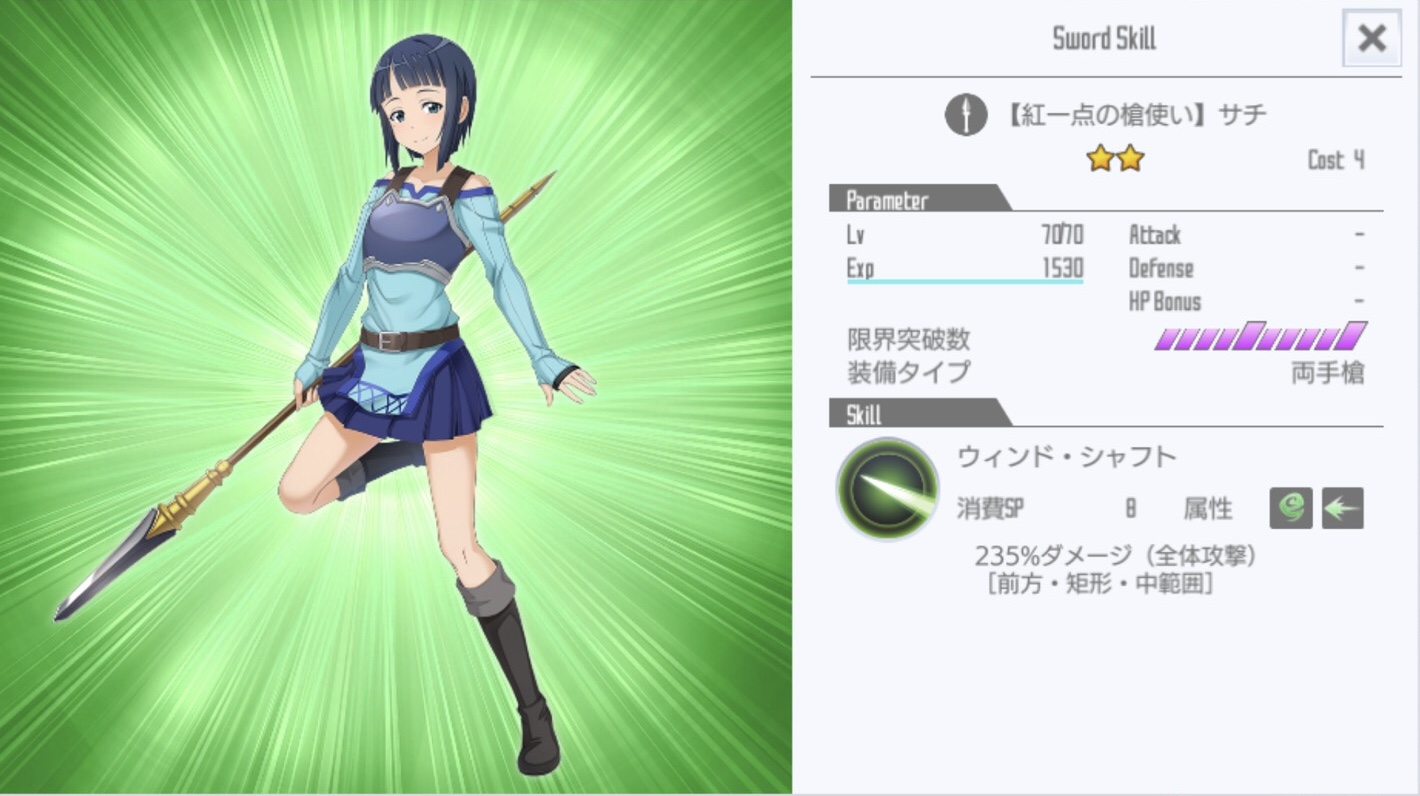 Sword Skill
【紅一点の槍使い】サチ
Cost 4
Parameter
Lv 70/70 Attack -
Exp 1530 Defense -
HP Bonus -
限界突破数
装備タイプ 両手槍
Skill
ウィンド・シャフト
消費SP 8 属性
235%ダメージ（全体攻撃）
［前方・矩形・中範囲］